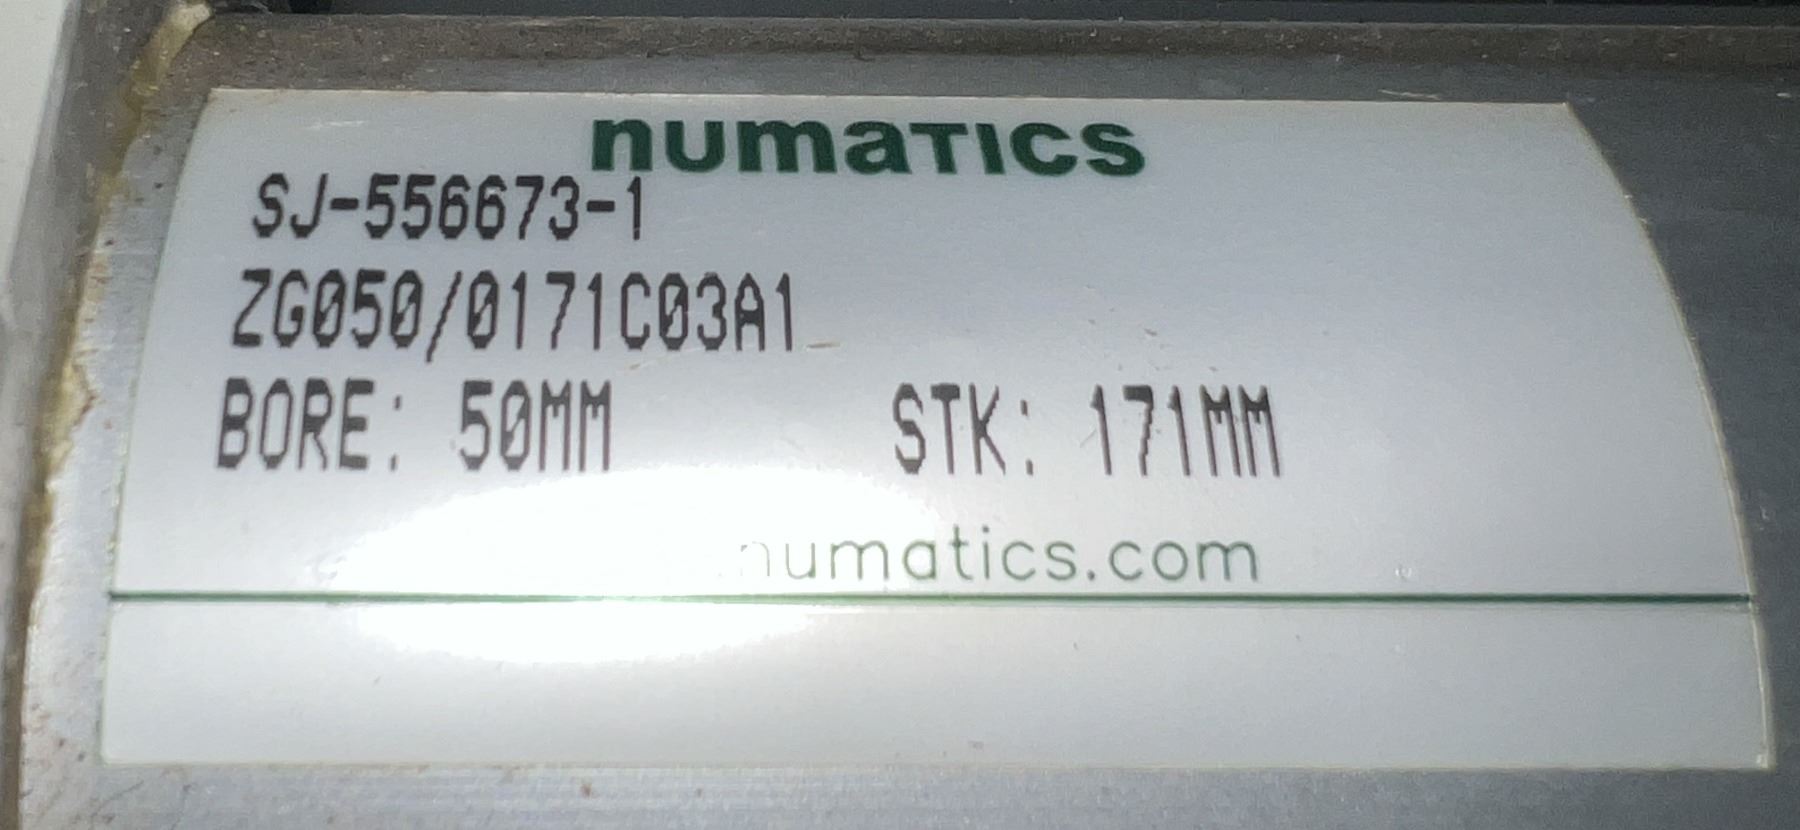 numatics
SJ-556673-1
ZG050/0171C03A1
BORE: 50MM STK: 171MM
numatics.com